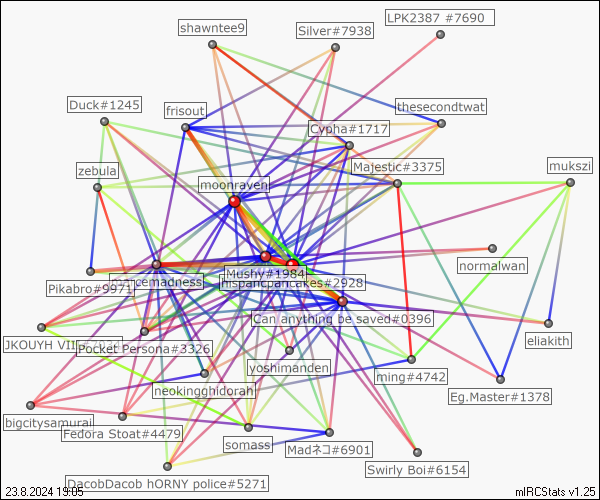 LPK2387 #7690
shawntee9
Silver#7938
Duck#1245
frisout
thesecondtwat
Cypha#1717
zebula
Majestic#3375
mukszi
moonraven
normalwan
Mushy#1984
Pikabro#9971
hispancpancakes#2928
Can anything be saved#0396
JKOUYH VIII
Pocket Persona#3326
eliakith
yoshimanden
ming#4742
neokingghidorah
Eg.Master#1378
bigcitysamurai
Fedora Stoat#4479
somass
Madネコ#6901
Swirly Boi#6154
DacobDacob hORNY police#5271
23.8.2024 19:05
mIRCStats v1.25